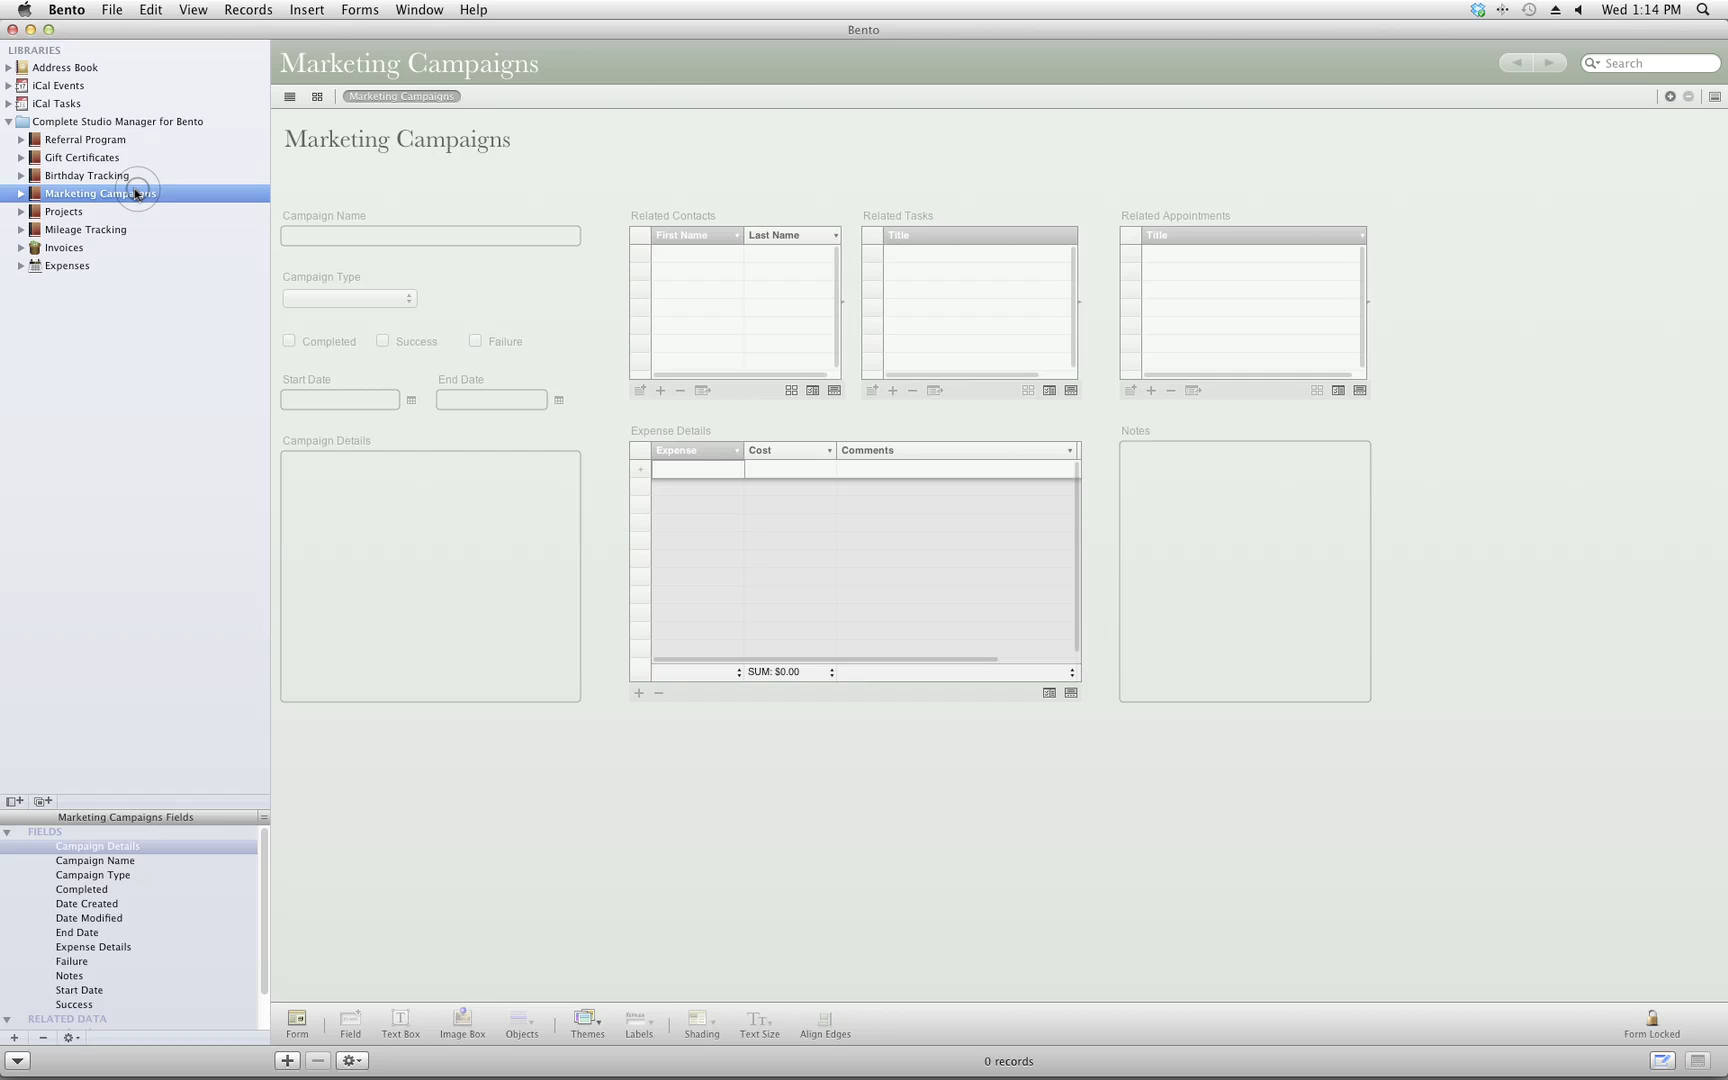 Bento File Edit View Records Insert Forms Window Help Wed 1:14 PM
Bento
LIBRARIES
Address Book
iCal Events
iCal Tasks
Complete Studio Manager for Bento
Referral Program
Gift Certificates
Birthday Tracking
Marketing Campaigns
Projects
Mileage Tracking
Invoices
Expenses
Marketing Campaigns
Search
Marketing Campaigns
Marketing Campaigns
Campaign Name
Campaign Type
Completed Success Failure
Start Date End Date
Campaign Details
Related Contacts
First Name Last Name
Related Tasks
Title
Related Appointments
Title
Expense Details
Expense Cost Comments
SUM: $0.00
Notes
Marketing Campaigns Fields
FIELDS
Campaign Details
Campaign Name
Campaign Type
Completed
Date Created
Date Modified
End Date
Expense Details
Failure
Notes
Start Date
Success
RELATED DATA
Form Field Text Box Image Box Objects Themes Labels Shading Text Size Align Edges Form Locked
0 records